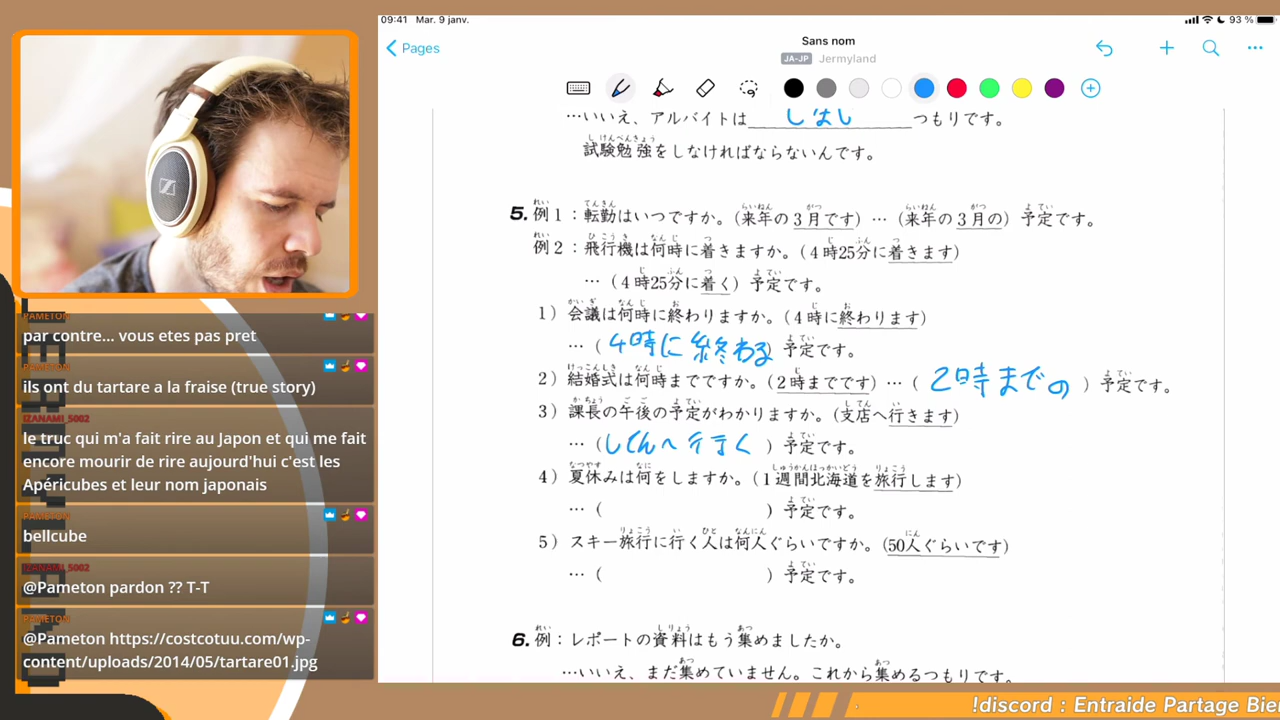 09:41 Mar. 9 janv.
93 %
Pages
Sans nom
JA-JP Jermyland
…いいえ、アルバイトは しない つもりです。
試験勉強をしなければならないんです。
5. 例1：転勤はいつですか。(来年の3月です) … (来年の3月の) 予定です。
例2：飛行機は何時に着きますか。(4時25分に着きます)
… (4時25分に着く) 予定です。
1) 会議は何時に終わりますか。(4時に終わります)
… (4時に終わる) 予定です。
2) 結婚式は何時までですか。(2時までです) … (2時までの) 予定です。
3) 課長の午後の予定がわかりますか。(支店へ行きます)
… (してんへ行く) 予定です。
4) 夏休みは何をしますか。(1週間北海道を旅行します)
… ( ) 予定です。
5) スキー旅行に行く人は何人ぐらいですか。(50人ぐらいです)
… ( ) 予定です。
6. 例：レポートの資料はもう集めましたか。
…いいえ、まだ集めていません。これから集めるつもりです。
PAMETON
par contre... vous etes pas pret
PAMETON
ils ont du tartare a la fraise (true story)
IZANAMI_5002
le truc qui m'a fait rire au Japon et qui me fait
encore mourir de rire aujourd'hui c'est les
Apéricubes et leur nom japonais
PAMETON
bellcube
IZANAMI_5002
@Pameton pardon ?? T-T
PAMETON
@Pameton https://costcotuu.com/wp-
content/uploads/2014/05/tartare01.jpg
!discord : Entraide Partage Bie